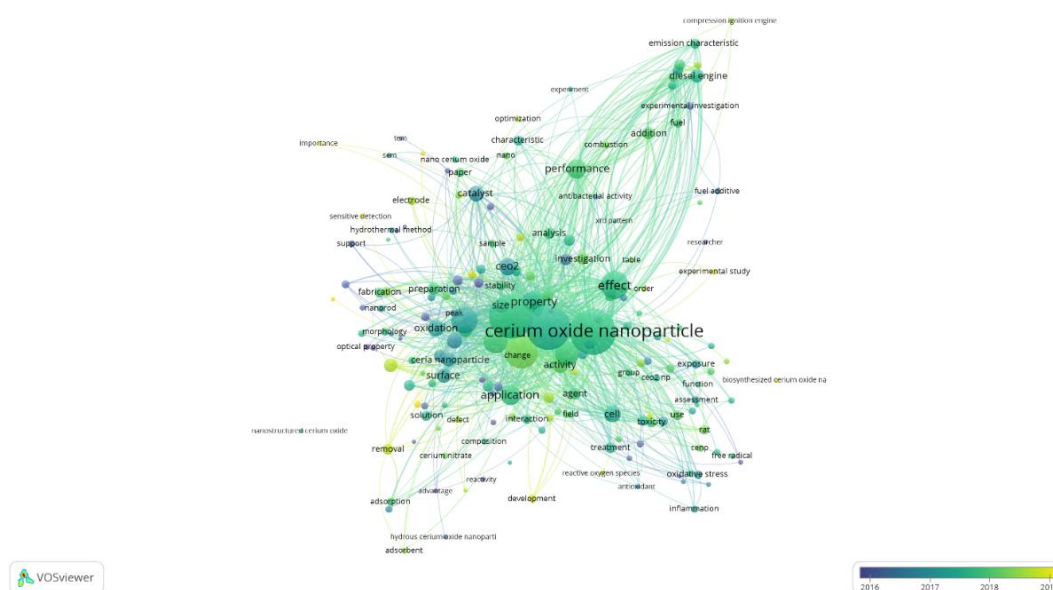 compression ignition engine
emission characteristic
diesel engine
experiment
experimental investigation
optimization
fuel
addition
importance
characteristic
combustion
sem
nano cerium oxide
nano
paper
performance
catalyst
antibacterial activity
fuel additive
electrode
sensitive detection
xrd pattern
hydrothermal method
analysis
support
sample
researcher
investigation
table
ceo2
experimental study
stability
effect
order
fabrication
preparation
size
property
nanorod
peak
morphology
oxidation
cerium oxide nanoparticle
optical property
change
ceria nanoparticle
activity
exposure
surface
group
ceo2 np
biosynthesized cerium oxide na
function
application
agent
assessment
solution
defect
interaction
field
cell
toxicity
use
nanostructured cerium oxide
rat
composition
removal
treatment
cenp
cerium nitrate
free radical
reactivity
reactive oxygen species
oxidative stress
advantage
antioxidant
adsorption
development
inflammation
hydrous cerium oxide nanoparti
adsorbent
VOSviewer
2016
2017
2018